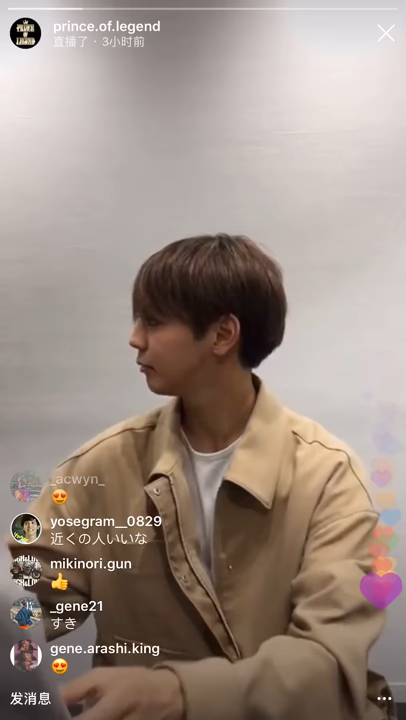 prince.of.legend
直播了 · 3小时前
_acwyn_
😍
yosegram__0829
近くの人いいな
mikinori.gun
👍
_gene21
すき
gene.arashi.king
😍
发消息